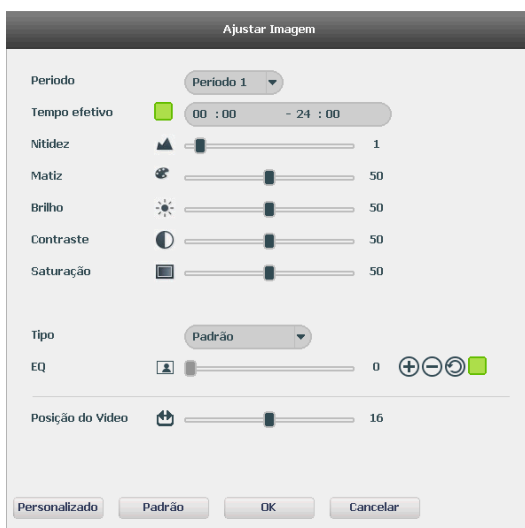 Ajustar Imagem
Periodo Periodo 1
Tempo efetivo 00 :00 - 24 :00
Nitidez 1
Matiz 50
Brilho 50
Contraste 50
Saturação 50
Tipo Padrão
EQ 0
Posição do Vídeo 16
Personalizado Padrão OK Cancelar